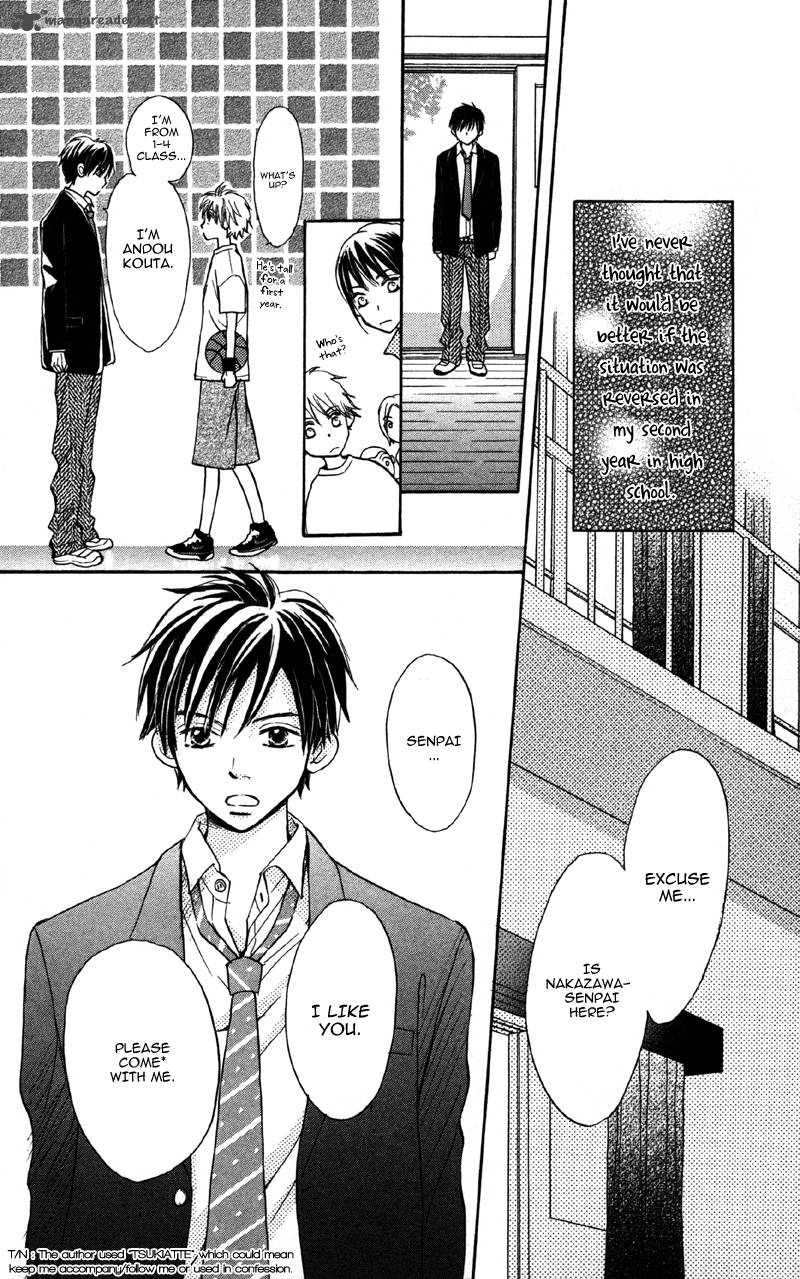 I've never
thought that
it would be
better if the
situation was
reversed in
my second
year in high
school.
EXCUSE
ME...
IS
NAKAZAWA-
SENPAI
HERE?
Who's
that?
He's tall
for a
first
year.
WHAT'S
UP?
I'M
FROM
1-4
CLASS...
I'M
ANDOU
KOUTA.
SENPAI
...
I LIKE
YOU.
PLEASE
COME*
WITH ME.
T/N : The author used "TSUKIATTE" which could mean
keep me accompany/follow me or used in confession.
mangareader.net